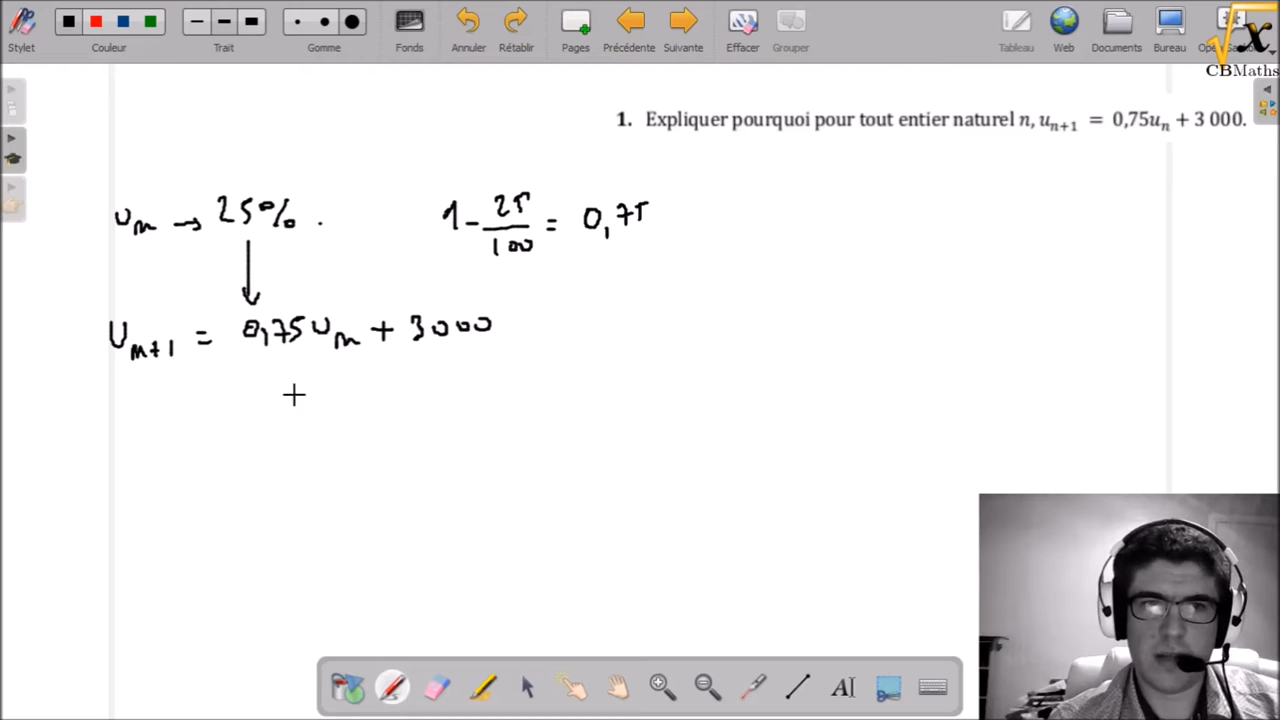 Stylet Couleur Trait Gomme Fonds Annuler Rétablir Pages Précédente Suivante Effacer Grouper Tableau Web Documents Bureau
√x
CBMaths
1. Expliquer pourquoi pour tout entier naturel n, uₙ₊₁ = 0,75uₙ + 3 000.
uₙ → 25% . 1 - 25/100 = 0,75
Uₙ₊₁ = 0,75 uₙ + 3000